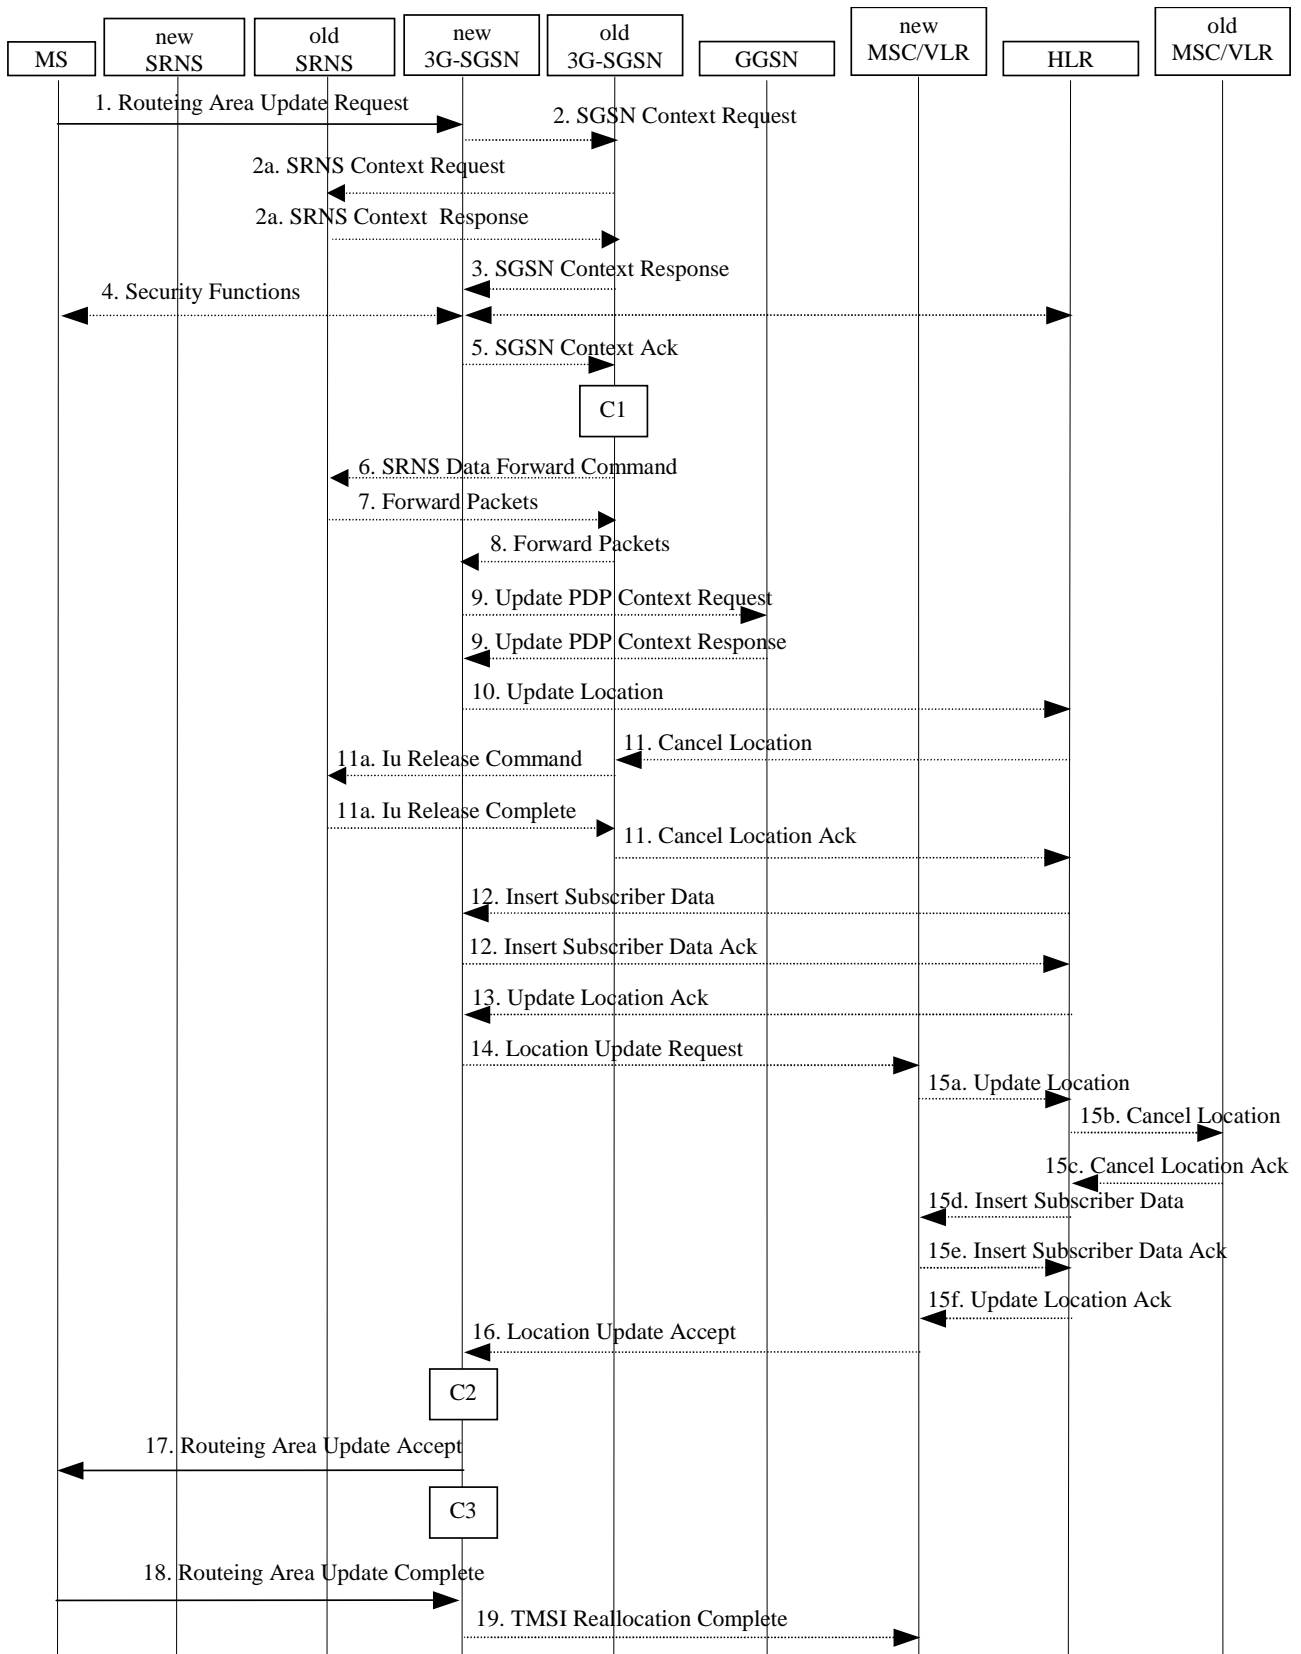 MS
new
SRNS
old
SRNS
new
3G-SGSN
old
3G-SGSN
GGSN
new
MSC/VLR
HLR
old
MSC/VLR
1. Routeing Area Update Request
2. SGSN Context Request
2a. SRNS Context Request
2a. SRNS Context Response
3. SGSN Context Response
4. Security Functions
5. SGSN Context Ack
C1
6. SRNS Data Forward Command
7. Forward Packets
8. Forward Packets
9. Update PDP Context Request
9. Update PDP Context Response
10. Update Location
11. Cancel Location
11a. Iu Release Command
11a. Iu Release Complete
11. Cancel Location Ack
12. Insert Subscriber Data
12. Insert Subscriber Data Ack
13. Update Location Ack
14. Location Update Request
15a. Update Location
15b. Cancel Location
15c. Cancel Location Ack
15d. Insert Subscriber Data
15e. Insert Subscriber Data Ack
15f. Update Location Ack
16. Location Update Accept
C2
17. Routeing Area Update Accept
C3
18. Routeing Area Update Complete
19. TMSI Reallocation Complete